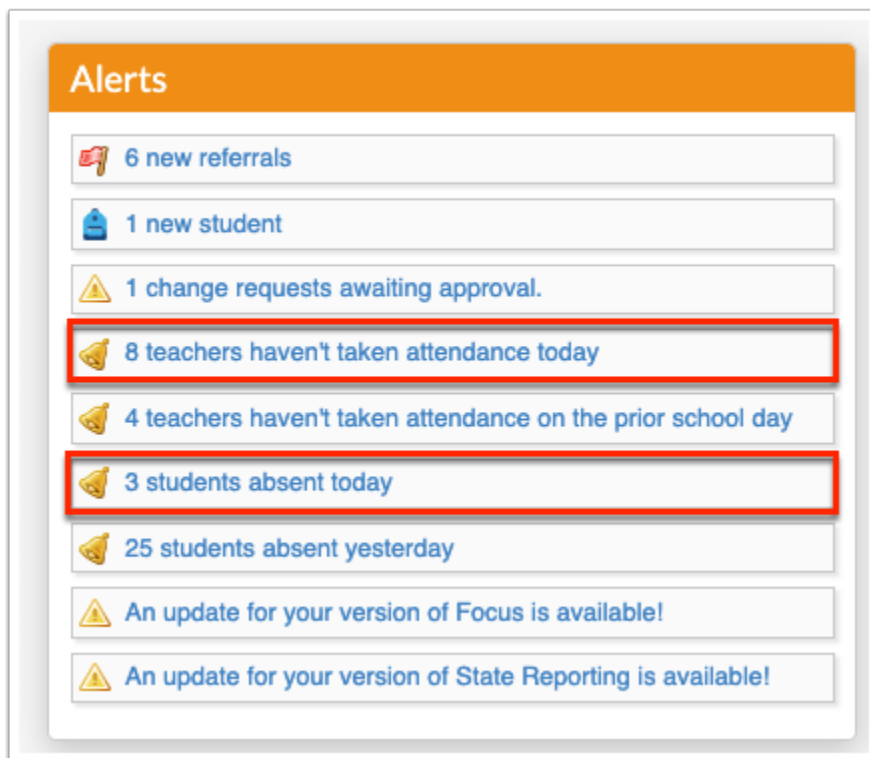 Alerts
6 new referrals
1 new student
1 change requests awaiting approval.
8 teachers haven't taken attendance today
4 teachers haven't taken attendance on the prior school day
3 students absent today
25 students absent yesterday
An update for your version of Focus is available!
An update for your version of State Reporting is available!